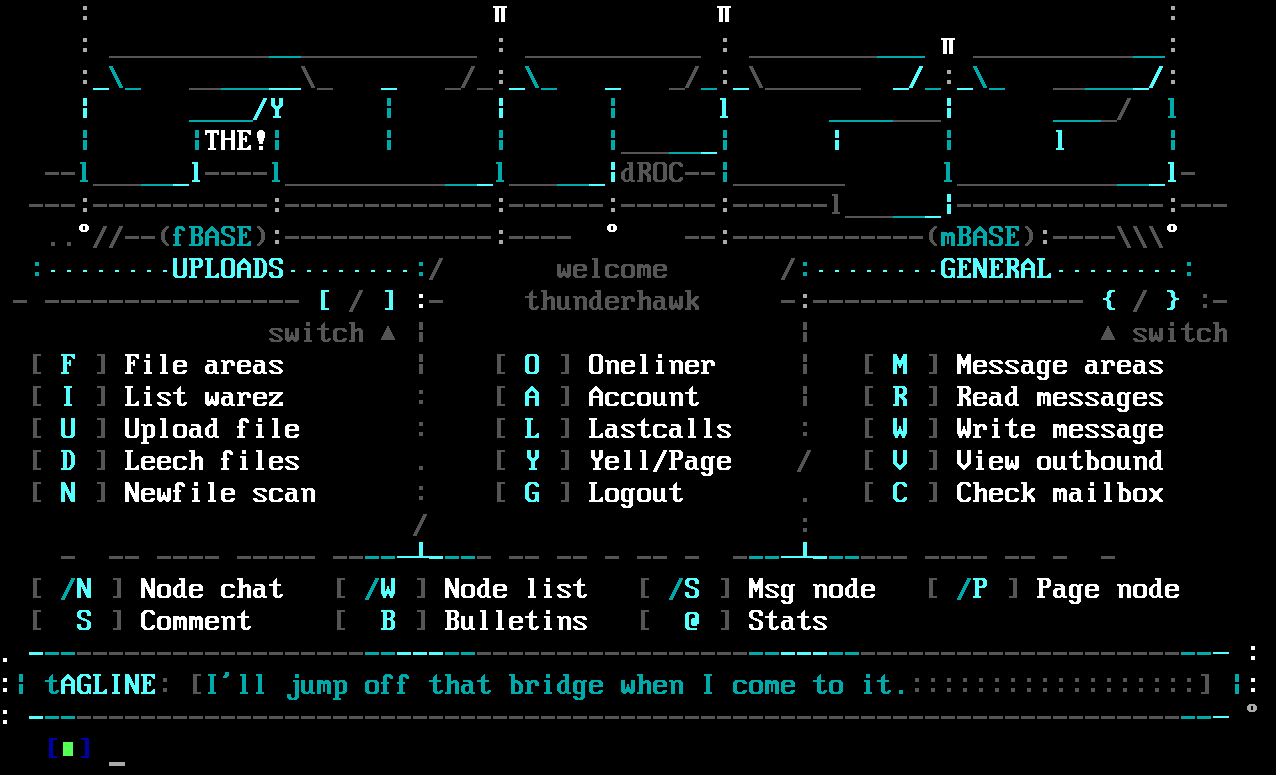 THE!
dROC
(fBASE) (mBASE)
UPLOADS welcome GENERAL
[ / ] thunderhawk { / }
switch ▲ ▲ switch
[ F ] File areas [ O ] Oneliner [ M ] Message areas
[ I ] List warez [ A ] Account [ R ] Read messages
[ U ] Upload file [ L ] Lastcalls [ W ] Write message
[ D ] Leech files [ Y ] Yell/Page [ V ] View outbound
[ N ] Newfile scan [ G ] Logout [ C ] Check mailbox
[ /N ] Node chat [ /W ] Node list [ /S ] Msg node [ /P ] Page node
[ S ] Comment [ B ] Bulletins [ @ ] Stats
tAGLINE: [I'll jump off that bridge when I come to it.:::::::::::::::::::]